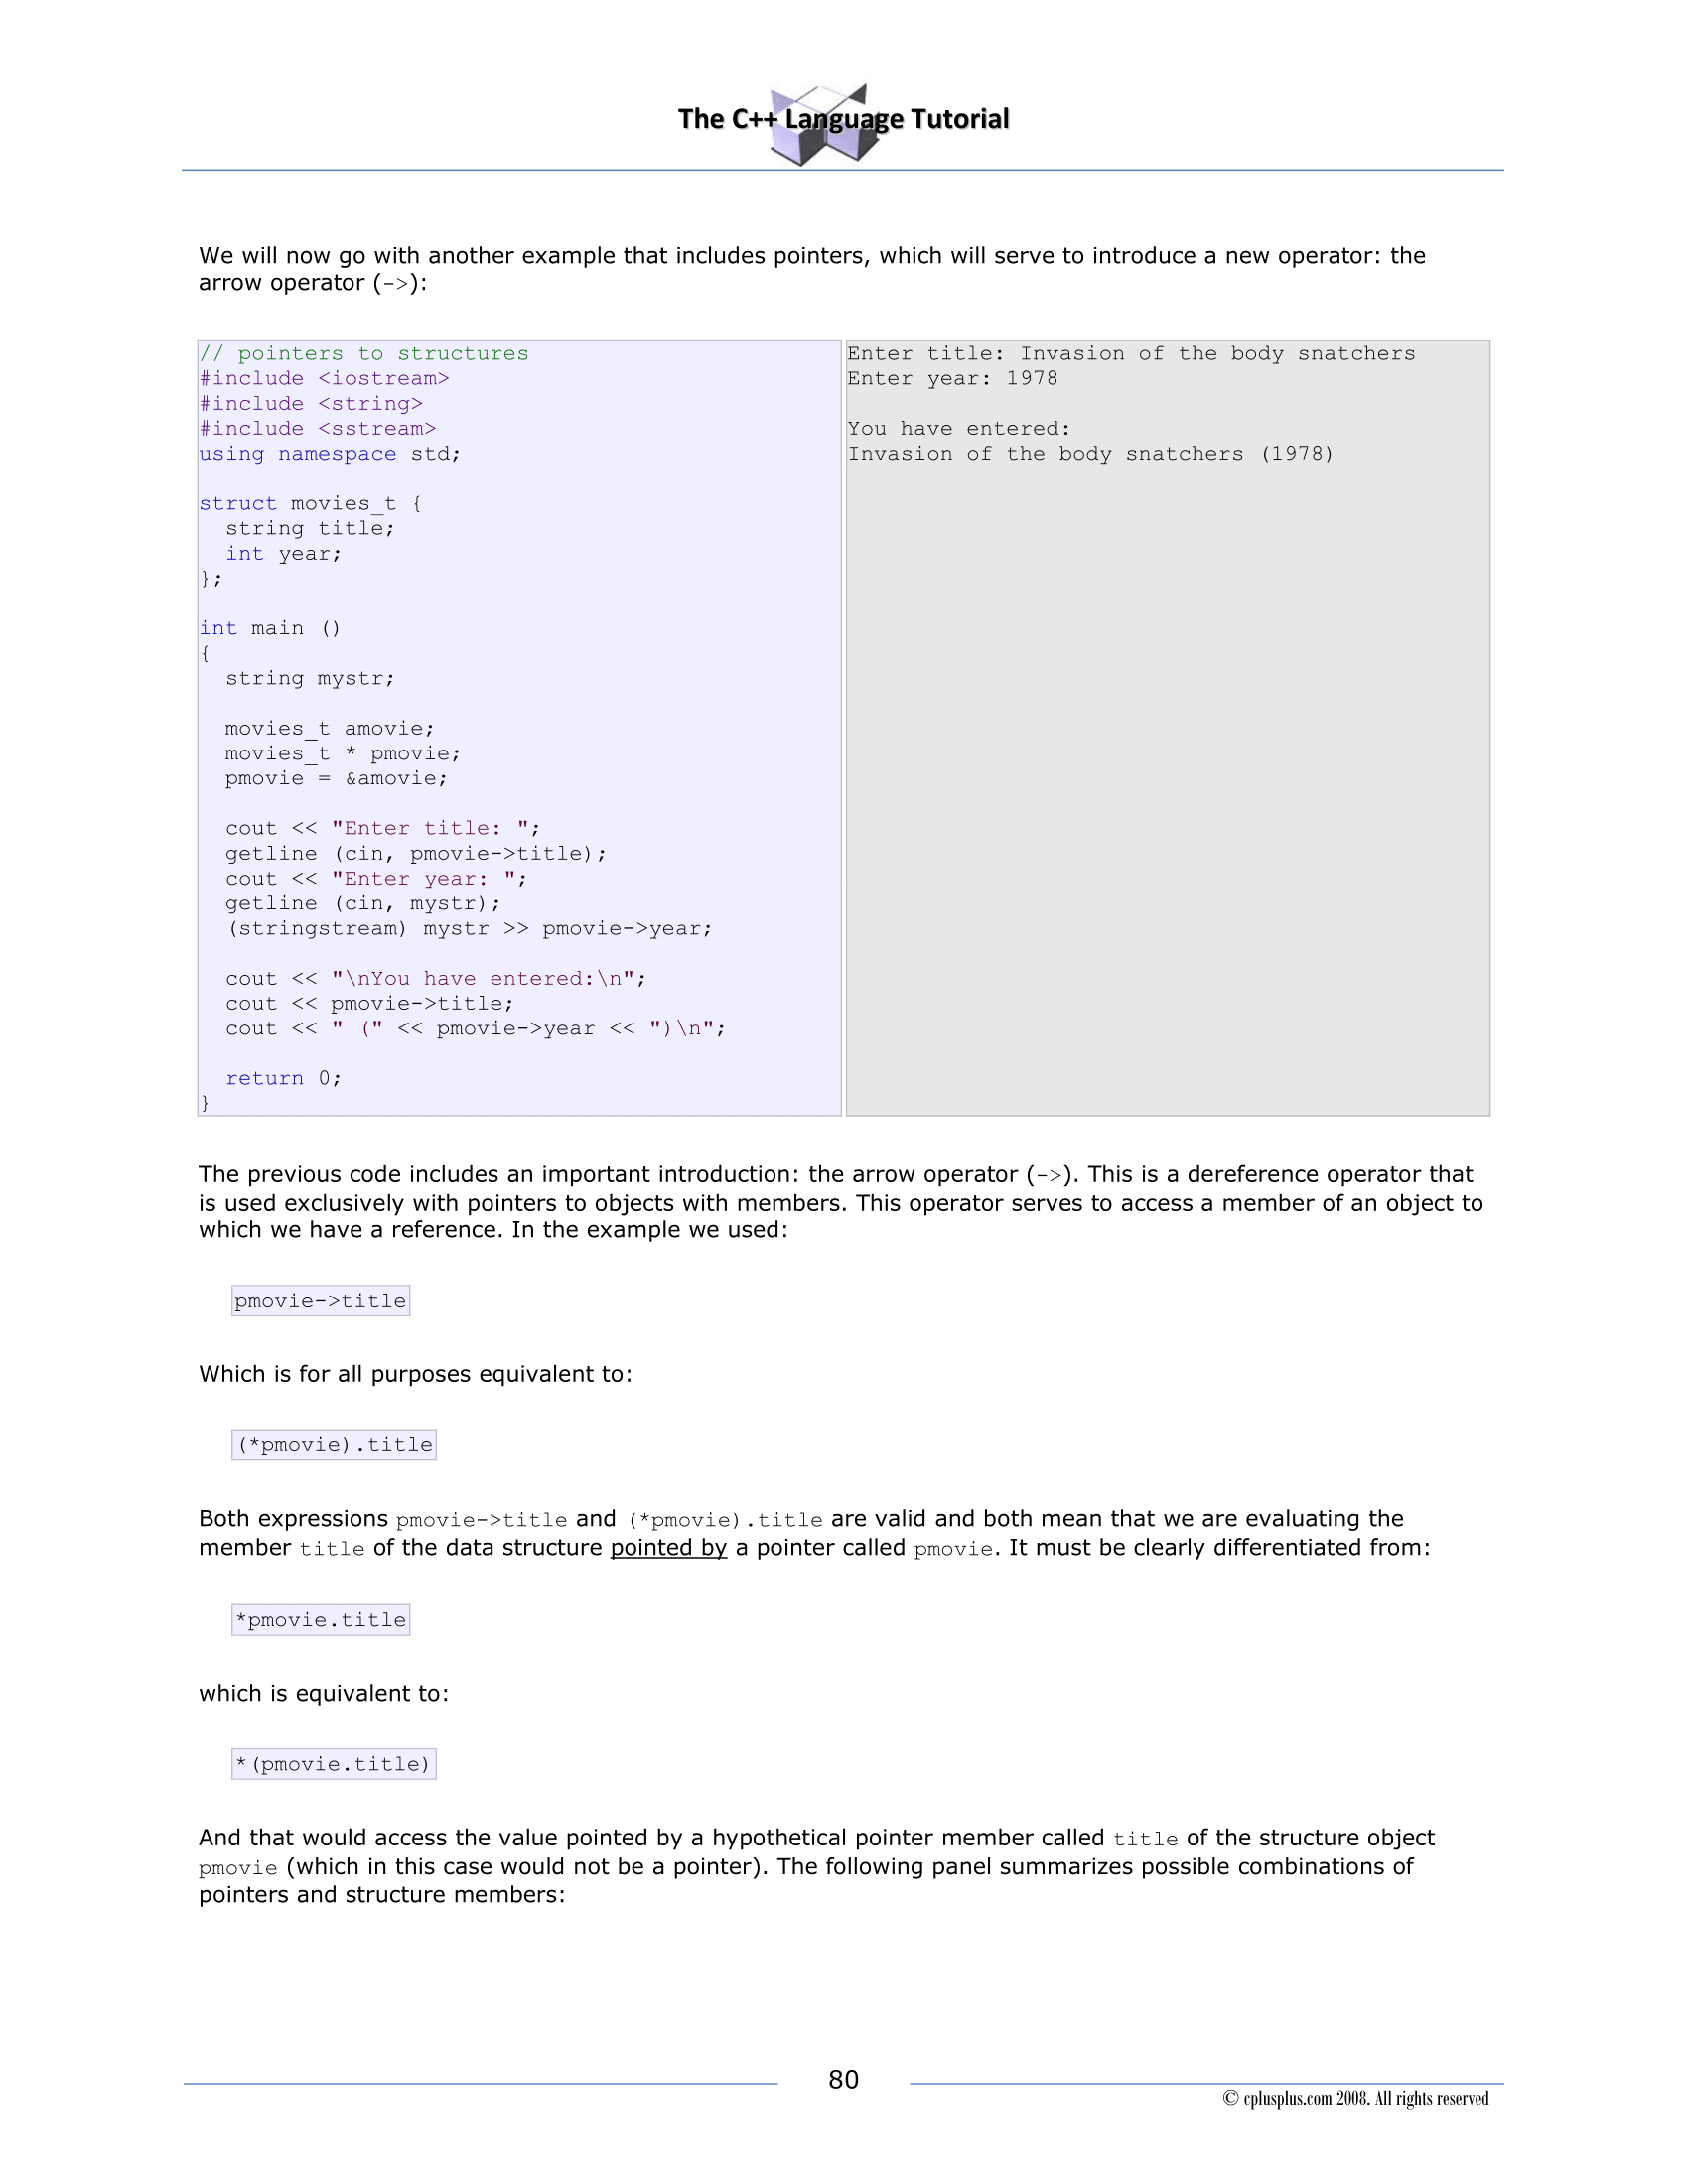 The C++ Language Tutorial
We will now go with another example that includes pointers, which will serve to introduce a new operator: the
arrow operator (->):
// pointers to structures
#include <iostream>
#include <string>
#include <sstream>
using namespace std;

struct movies_t {
  string title;
  int year;
};

int main ()
{
  string mystr;

  movies_t amovie;
  movies_t * pmovie;
  pmovie = &amovie;

  cout << "Enter title: ";
  getline (cin, pmovie->title);
  cout << "Enter year: ";
  getline (cin, mystr);
  (stringstream) mystr >> pmovie->year;

  cout << "\nYou have entered:\n";
  cout << pmovie->title;
  cout << " (" << pmovie->year << ")\n";

  return 0;
}
Enter title: Invasion of the body snatchers
Enter year: 1978

You have entered:
Invasion of the body snatchers (1978)
The previous code includes an important introduction: the arrow operator (->). This is a dereference operator that
is used exclusively with pointers to objects with members. This operator serves to access a member of an object to
which we have a reference. In the example we used:
pmovie->title
Which is for all purposes equivalent to:
(*pmovie).title
Both expressions pmovie->title and (*pmovie).title are valid and both mean that we are evaluating the
member title of the data structure pointed by a pointer called pmovie. It must be clearly differentiated from:
*pmovie.title
which is equivalent to:
*(pmovie.title)
And that would access the value pointed by a hypothetical pointer member called title of the structure object
pmovie (which in this case would not be a pointer). The following panel summarizes possible combinations of
pointers and structure members:
80
© cplusplus.com 2008. All rights reserved